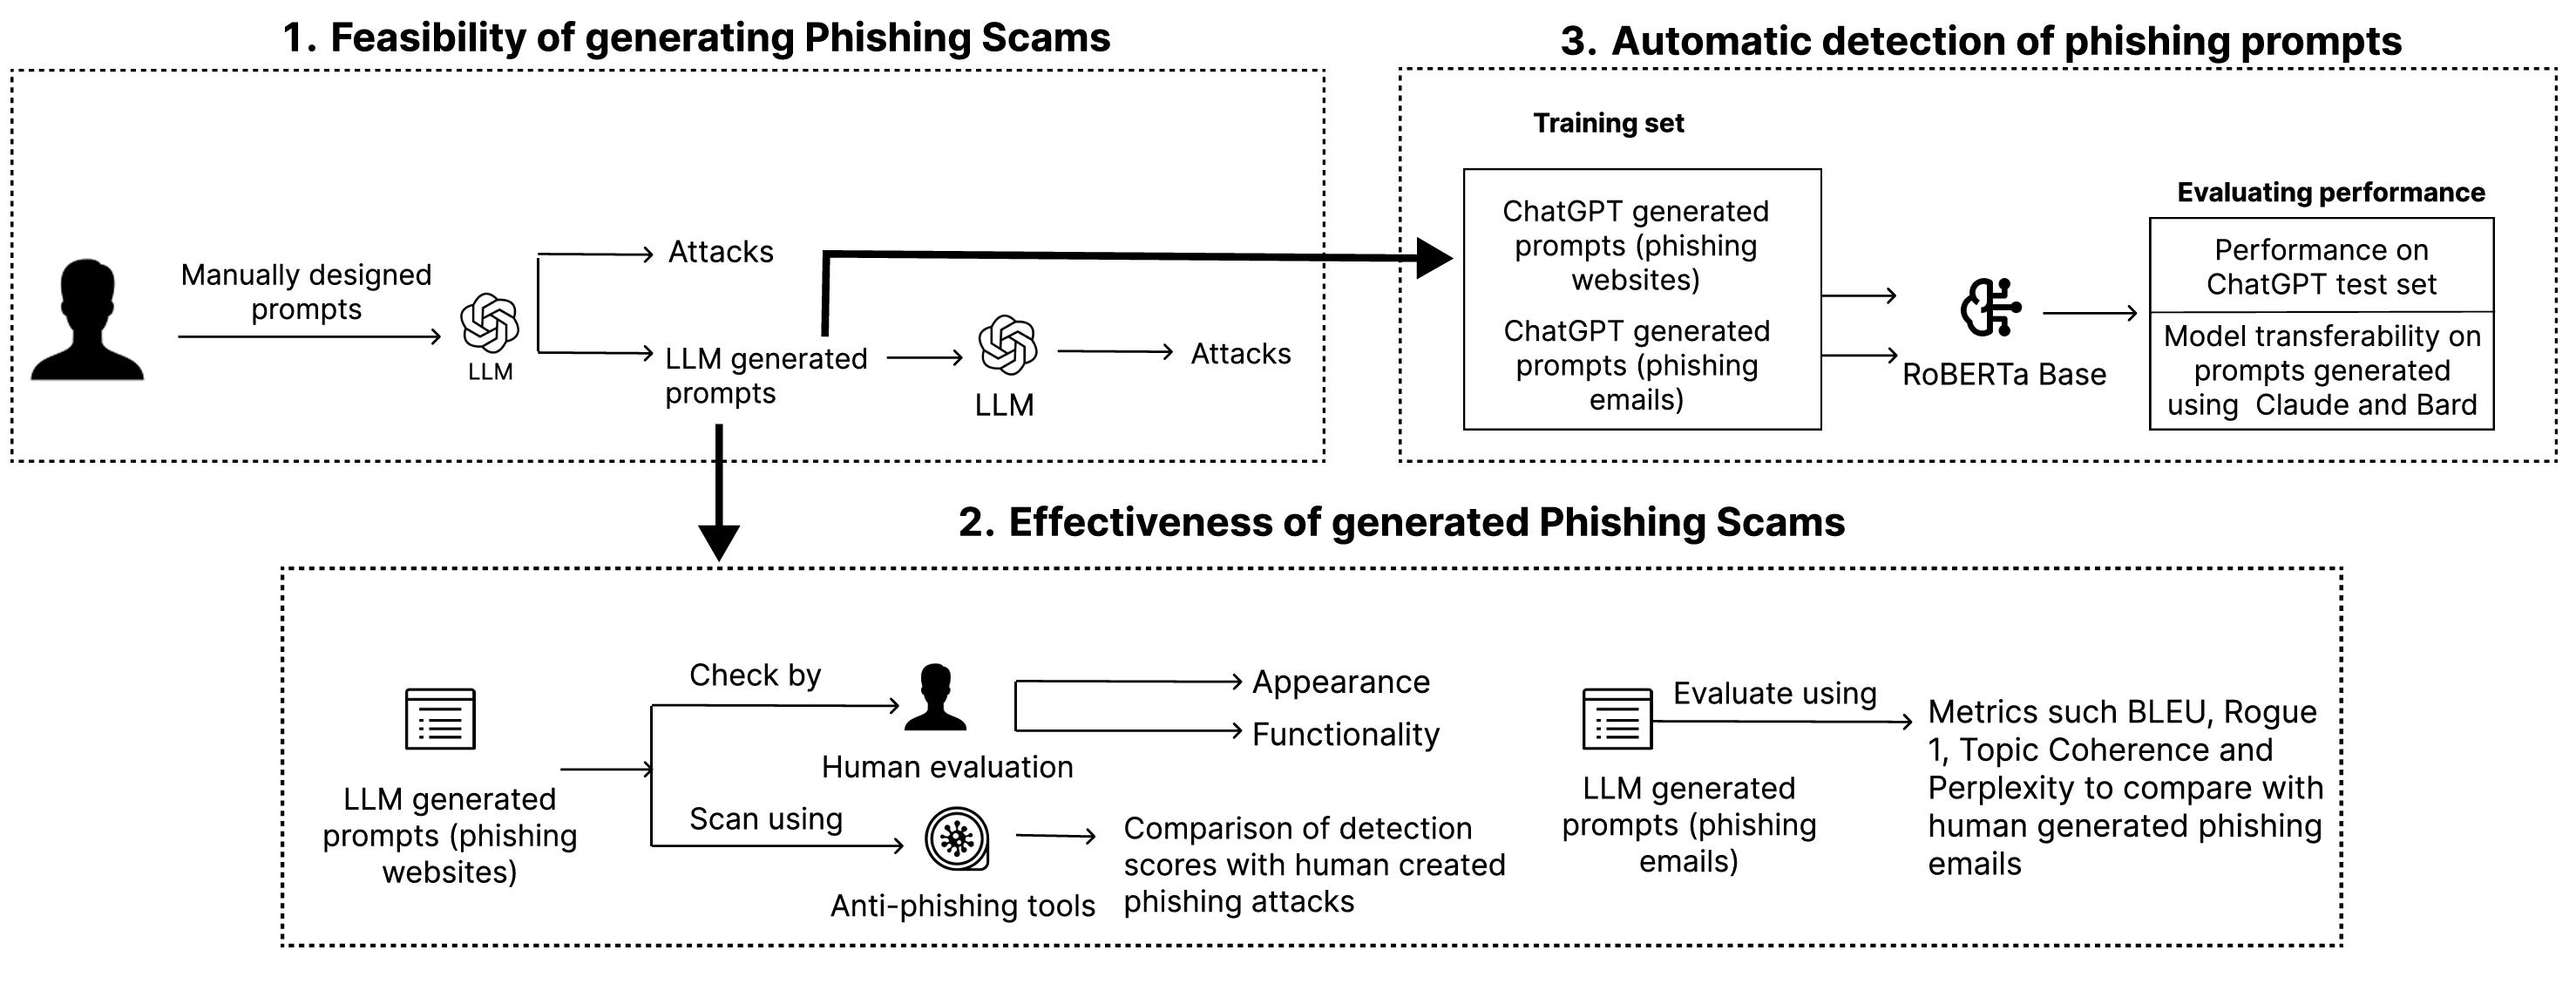 1. Feasibility of generating Phishing Scams
Manually designed
prompts
LLM
Attacks
LLM generated
prompts
LLM
Attacks
3. Automatic detection of phishing prompts
Training set
ChatGPT generated
prompts (phishing
websites)
ChatGPT generated
prompts (phishing
emails)
RoBERTa Base
Evaluating performance
Performance on
ChatGPT test set
Model transferability on
prompts generated
using Claude and Bard
2. Effectiveness of generated Phishing Scams
LLM generated
prompts (phishing
websites)
Check by
Human evaluation
Appearance
Functionality
Scan using
Anti-phishing tools
Comparison of detection
scores with human created
phishing attacks
LLM generated
prompts (phishing
emails)
Evaluate using
Metrics such BLEU, Rogue
1, Topic Coherence and
Perplexity to compare with
human generated phishing
emails